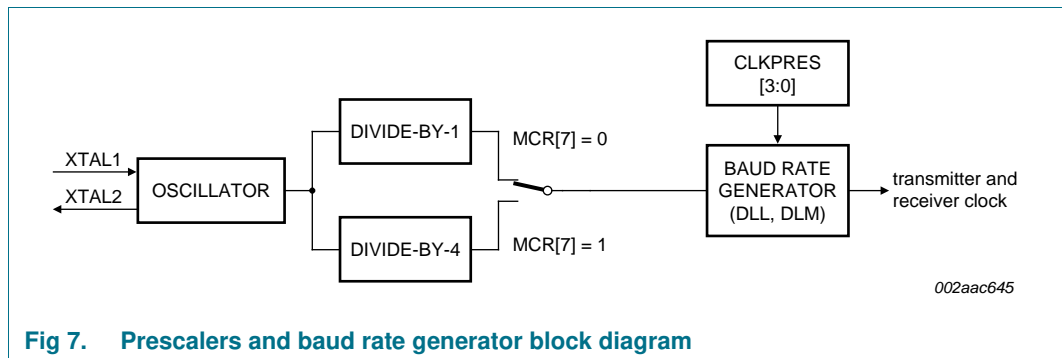 CLKPRES
[3:0]
DIVIDE-BY-1
MCR[7] = 0
XTAL1
XTAL2
OSCILLATOR
BAUD RATE
GENERATOR
(DLL, DLM)
transmitter and
receiver clock
DIVIDE-BY-4
MCR[7] = 1
002aac645
Fig 7. Prescalers and baud rate generator block diagram